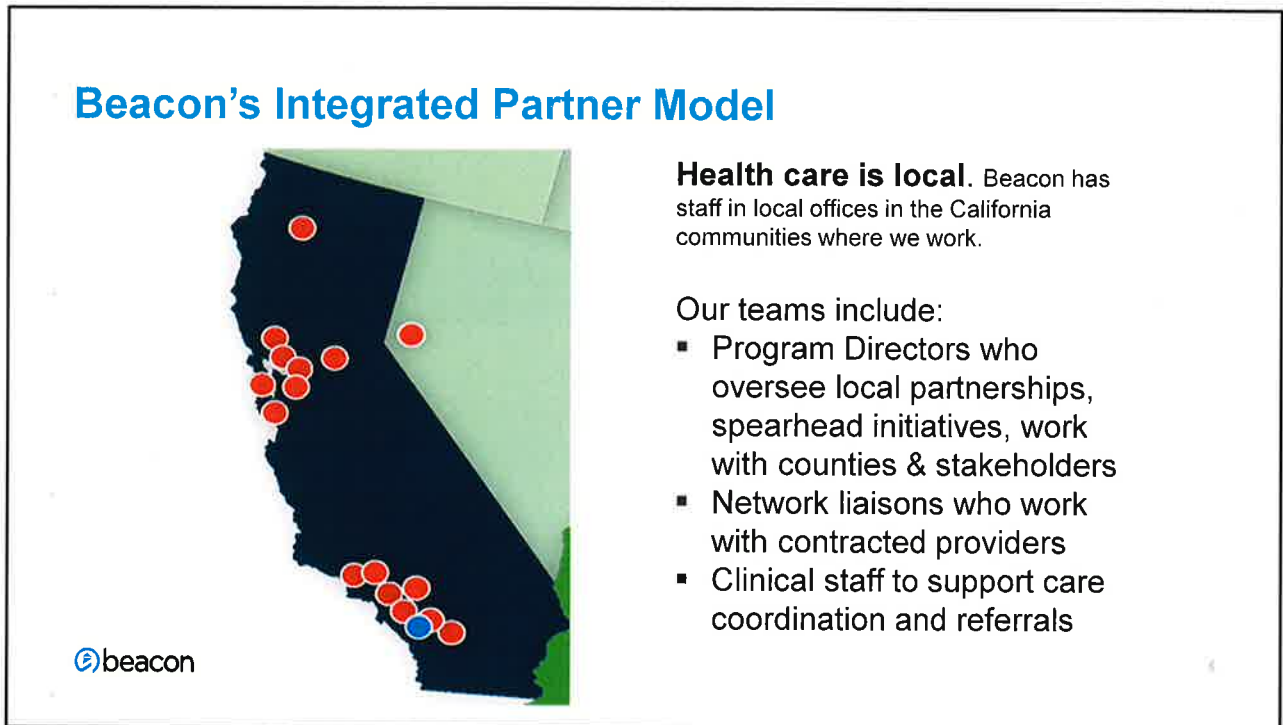 Beacon's Integrated Partner Model
Health care is local. Beacon has
staff in local offices in the California
communities where we work.
Our teams include:
▪ Program Directors who
oversee local partnerships,
spearhead initiatives, work
with counties & stakeholders
▪ Network liaisons who work
with contracted providers
▪ Clinical staff to support care
coordination and referrals
beacon